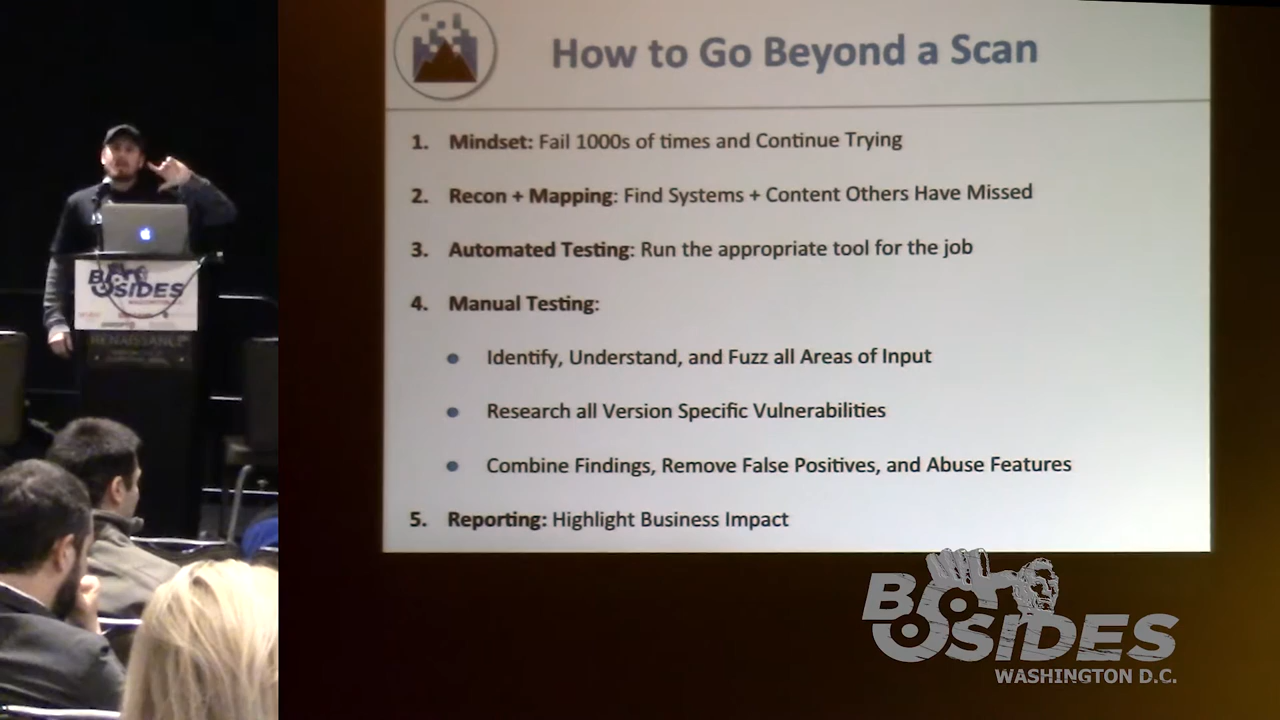 How to Go Beyond a Scan
1. Mindset: Fail 1000s of times and Continue Trying
2. Recon + Mapping: Find Systems + Content Others Have Missed
3. Automated Testing: Run the appropriate tool for the job
4. Manual Testing:
• Identify, Understand, and Fuzz all Areas of Input
• Research all Version Specific Vulnerabilities
• Combine Findings, Remove False Positives, and Abuse Features
5. Reporting: Highlight Business Impact
BSIDES
WASHINGTON D.C.
RENAISSANCE
BSIDES
WASHINGTON D.C.